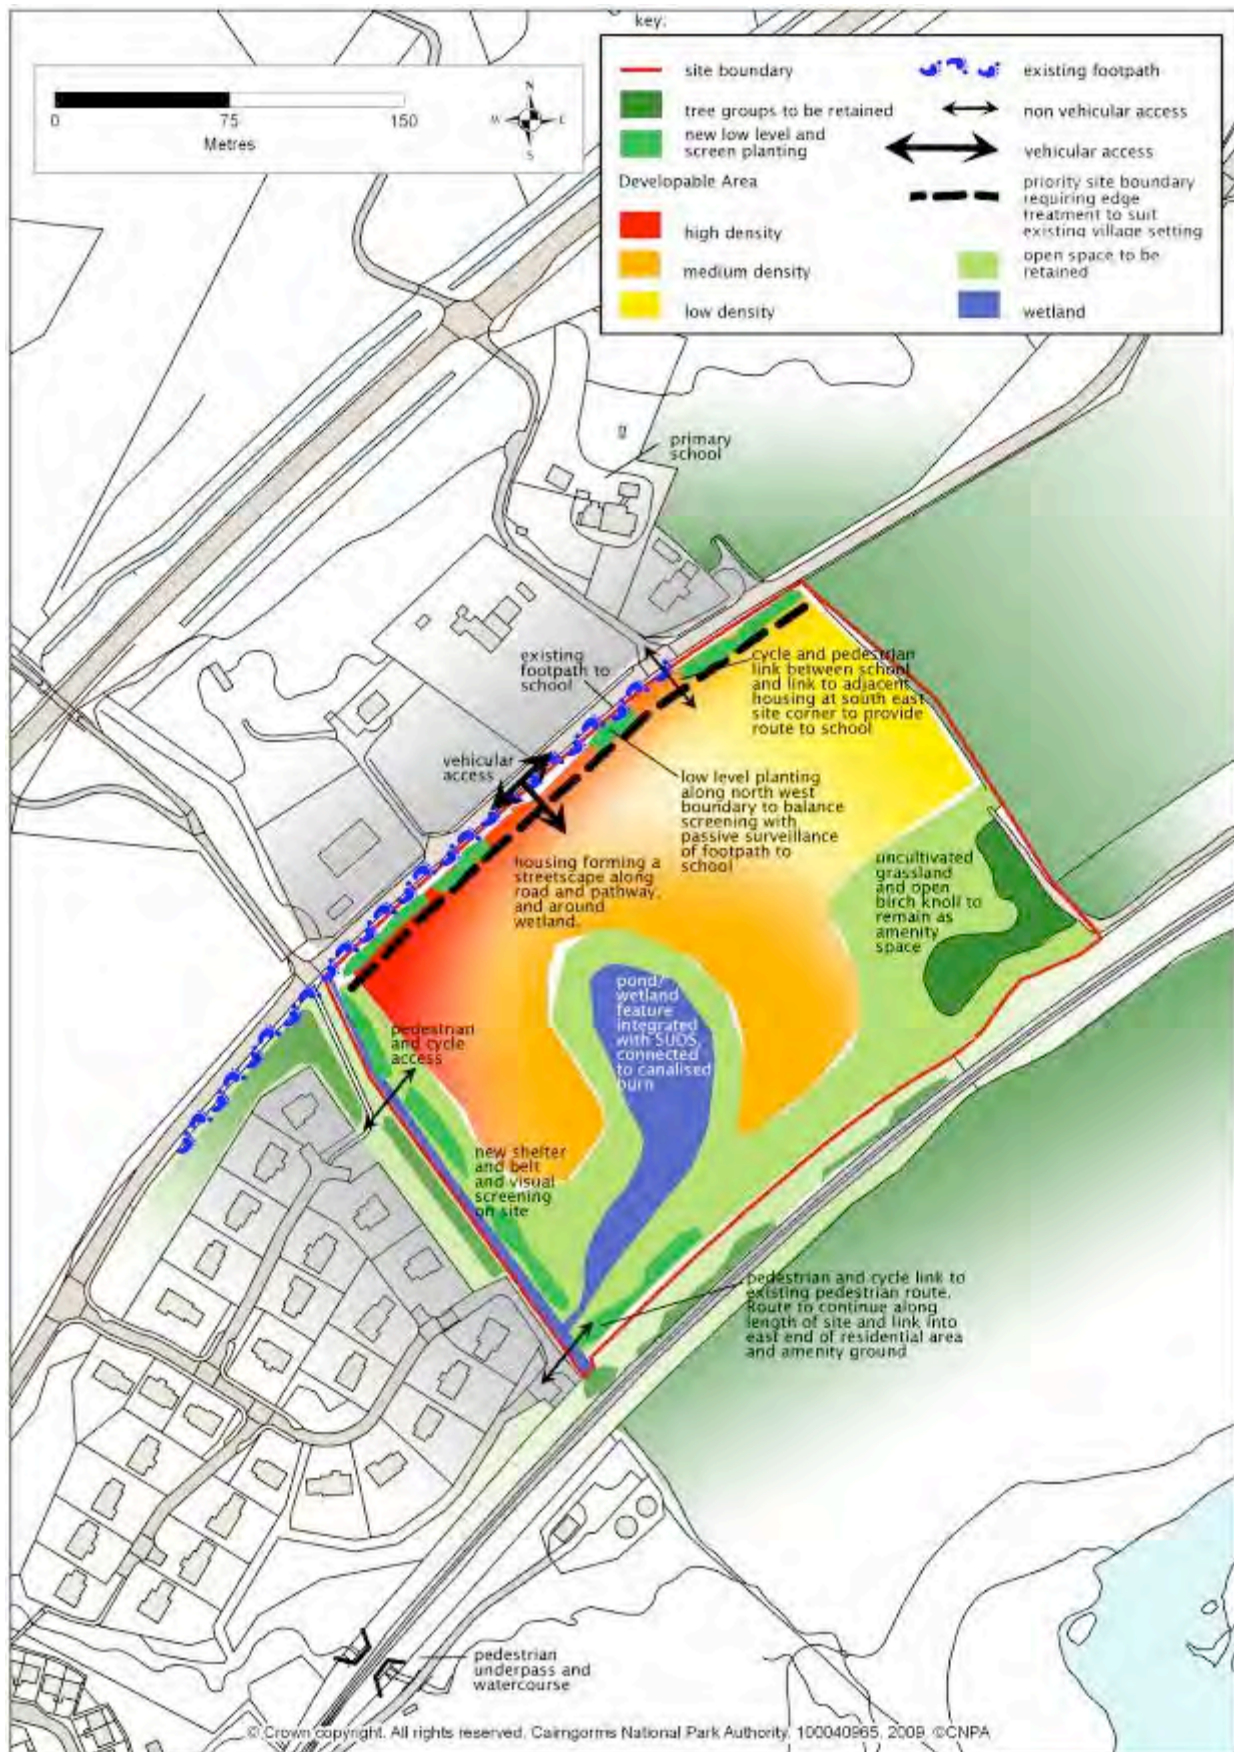 key:
site boundary
tree groups to be retained
new low level and
screen planting
Developable Area
high density
medium density
low density
existing footpath
non vehicular access
vehicular access
priority site boundary
requiring edge
treatment to suit
existing village setting
open space to be
retained
wetland
0 75 150
Metres
N
W E
S
primary
school
existing
footpath to
school
cycle and pedestrian
link between school
and link to adjacent
housing at south east
site corner to provide
route to school
vehicular
access
low level planting
along north west
boundary to balance
screening with
passive surveillance
of footpath to
school
housing forming a
streetscape along
road and pathway,
and around
wetland.
uncultivated
grassland
and open
birch knoll to
remain as
amenity
space
pond/
wetland
feature
integrated
with SUDS,
connected
to canalised
burn
pedestrian
and cycle
access
new shelter
and belt
and visual
screening
on site
pedestrian and cycle link to
existing pedestrian route.
Route to continue along
length of site and link into
east end of residential area
and amenity ground
pedestrian
underpass and
watercourse
© Crown copyright. All rights reserved. Cairngorms National Park Authority. 100040965. 2009. ©CNPA